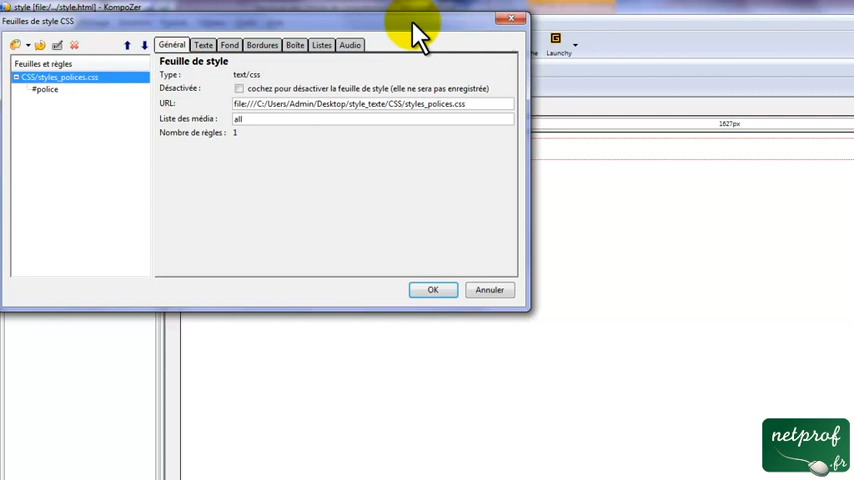 style [file:/.../style.html] - KompoZer
Feuilles de style CSS
Général Texte Fond Bordures Boîte Listes Audio
Launchy
Feuilles et règles
CSS/styles_polices.css
#police
Feuille de style
Type : text/css
Désactivée : cochez pour désactiver la feuille de style (elle ne sera pas enregistrée)
URL: file:///C:/Users/Admin/Desktop/style_texte/CSS/styles_polices.css
Liste des média : all
Nombre de règles : 1
1627px
OK Annuler
netprof
.fr